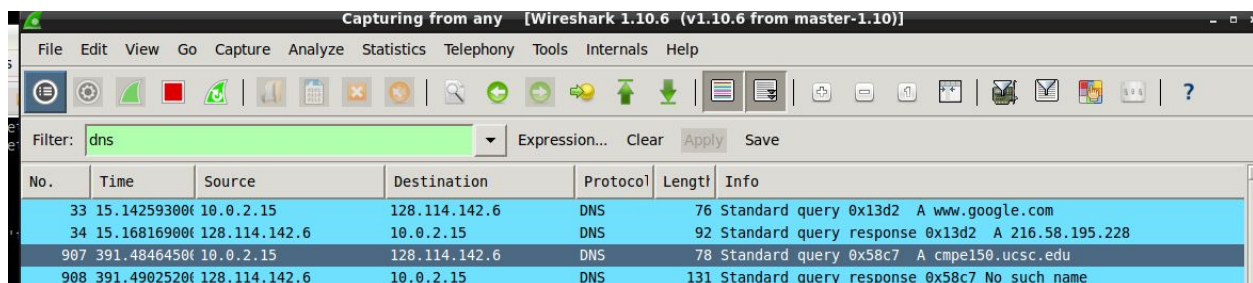 Capturing from any [Wireshark 1.10.6 (v1.10.6 from master-1.10)]
File Edit View Go Capture Analyze Statistics Telephony Tools Internals Help
Filter: dns Expression... Clear Apply Save
No. Time Source Destination Protocol Length Info
33 15.142593000 10.0.2.15 128.114.142.6 DNS 76 Standard query 0x13d2 A www.google.com
34 15.168169000 128.114.142.6 10.0.2.15 DNS 92 Standard query response 0x13d2 A 216.58.195.228
907 391.48464500 10.0.2.15 128.114.142.6 DNS 78 Standard query 0x58c7 A cmpe150.ucsc.edu
908 391.49025200 128.114.142.6 10.0.2.15 DNS 131 Standard query response 0x58c7 No such name